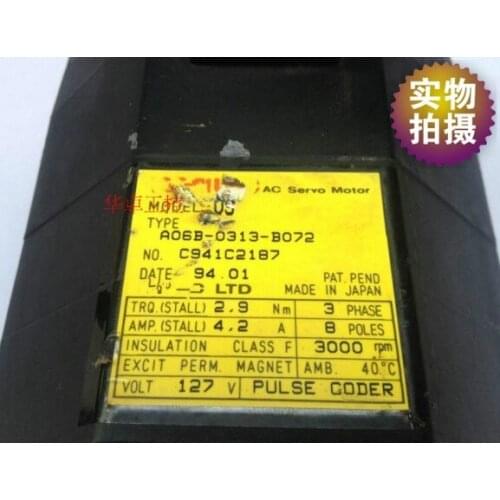 实物
拍摄
AC Servo Motor
MODEL 0S
TYPE
A06B-0313-B072
NO. C941C2187
DATE 94.01
PAT. PEND
LTD MADE IN JAPAN
TRQ.(STALL) 2.9 Nm 3 PHASE
AMP.(STALL) 4.2 A 8 POLES
INSULATION CLASS F 3000 rpm
EXCIT PERM. MAGNET AMB. 40°C
VOLT 127 V PULSE CODER